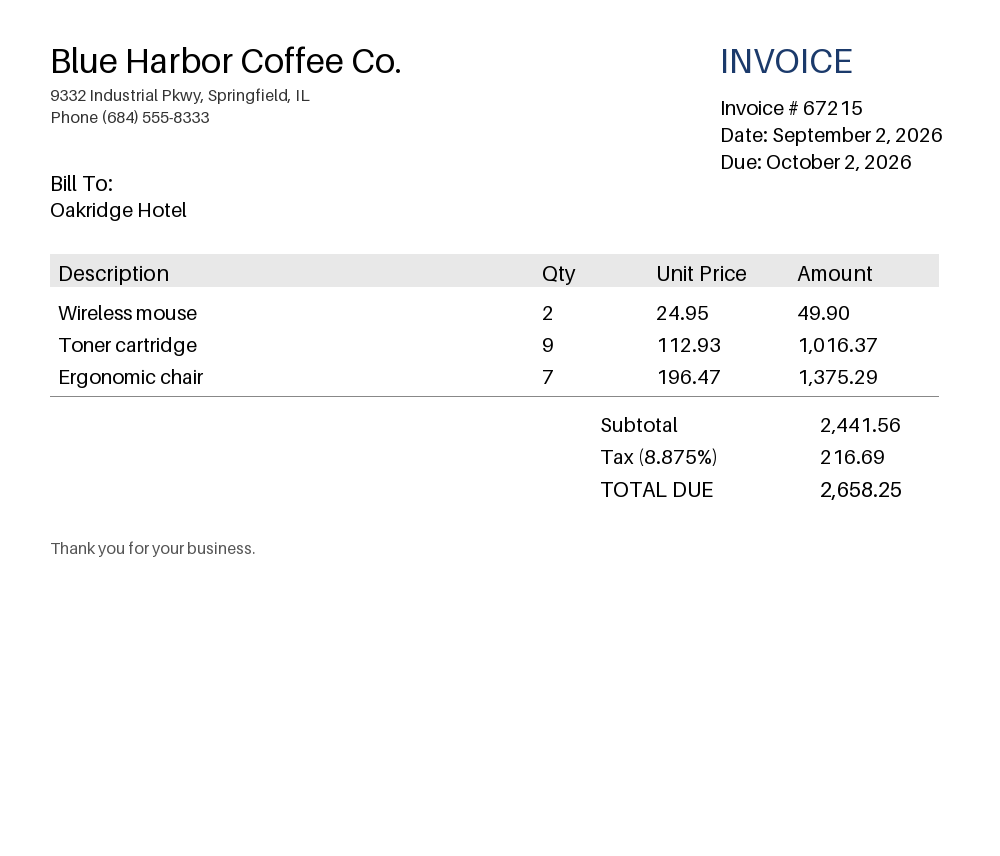 Blue Harbor Coffee Co.
9332 Industrial Pkwy, Springfield, IL
Phone (684) 555-8333
INVOICE
Invoice # 67215
Date: September 2, 2026
Due: October 2, 2026
Bill To:
Oakridge Hotel
Description Qty Unit Price Amount
Wireless mouse 2 24.95 49.90
Toner cartridge 9 112.93 1,016.37
Ergonomic chair 7 196.47 1,375.29
Subtotal 2,441.56
Tax (8.875%) 216.69
TOTAL DUE 2,658.25
Thank you for your business.